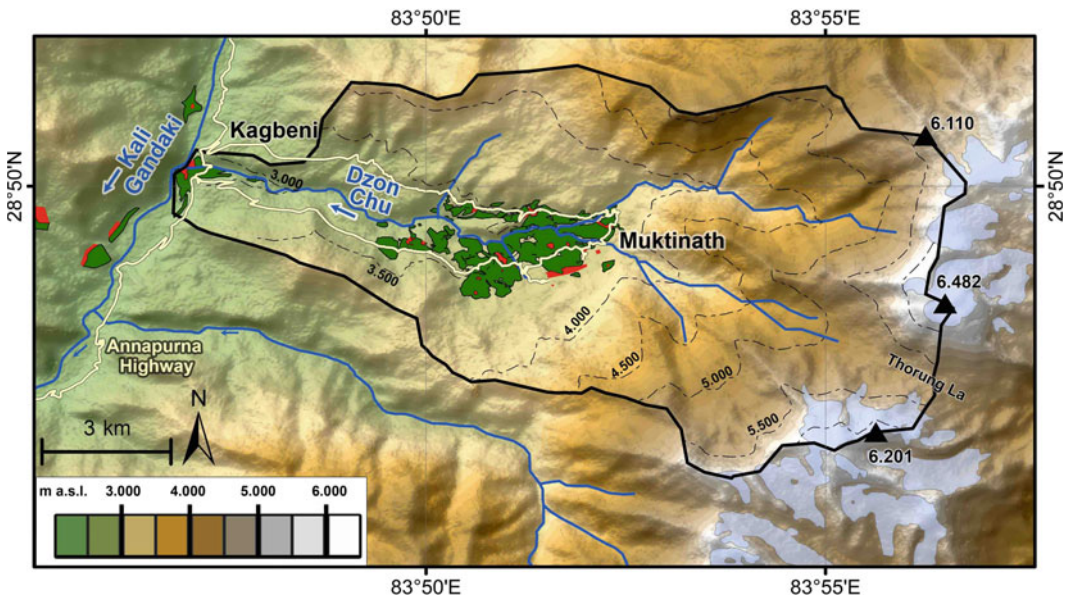 83°50'E
83°55'E
28°50'N
28°50'N
Kali
Gandaki
Kagbeni
6.110
3.000
Dzon
Chu
Muktinath
3.500
6.482
4.000
Annapurna
Highway
4.500
5.000
Thorung La
5.500
N
3 km
6.201
m a.s.l.
3.000
4.000
5.000
6.000
83°50'E
83°55'E